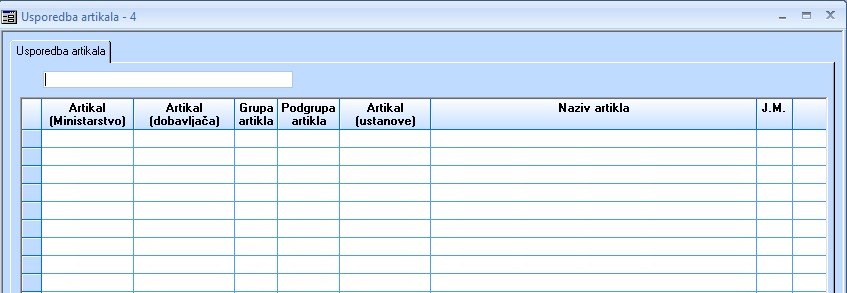 Usporedba artikala - 4
Usporedba artikala
Artikal (Ministarstvo)
Artikal (dobavljača)
Grupa artikla
Podgrupa artikla
Artikal (ustanove)
Naziv artikla
J.M.